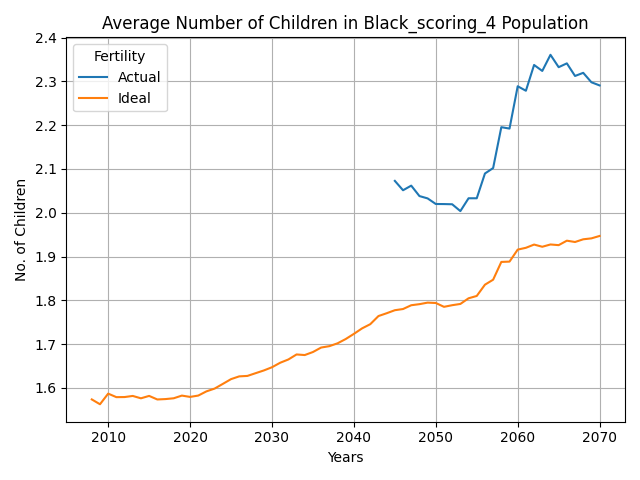 Average Number of Children in Black_scoring_4 Population
No. of Children
2.4
2.3
2.2
2.1
2.0
1.9
1.8
1.7
1.6
Fertility
Actual
Ideal
2010 2020 2030 2040 2050 2060 2070
Years